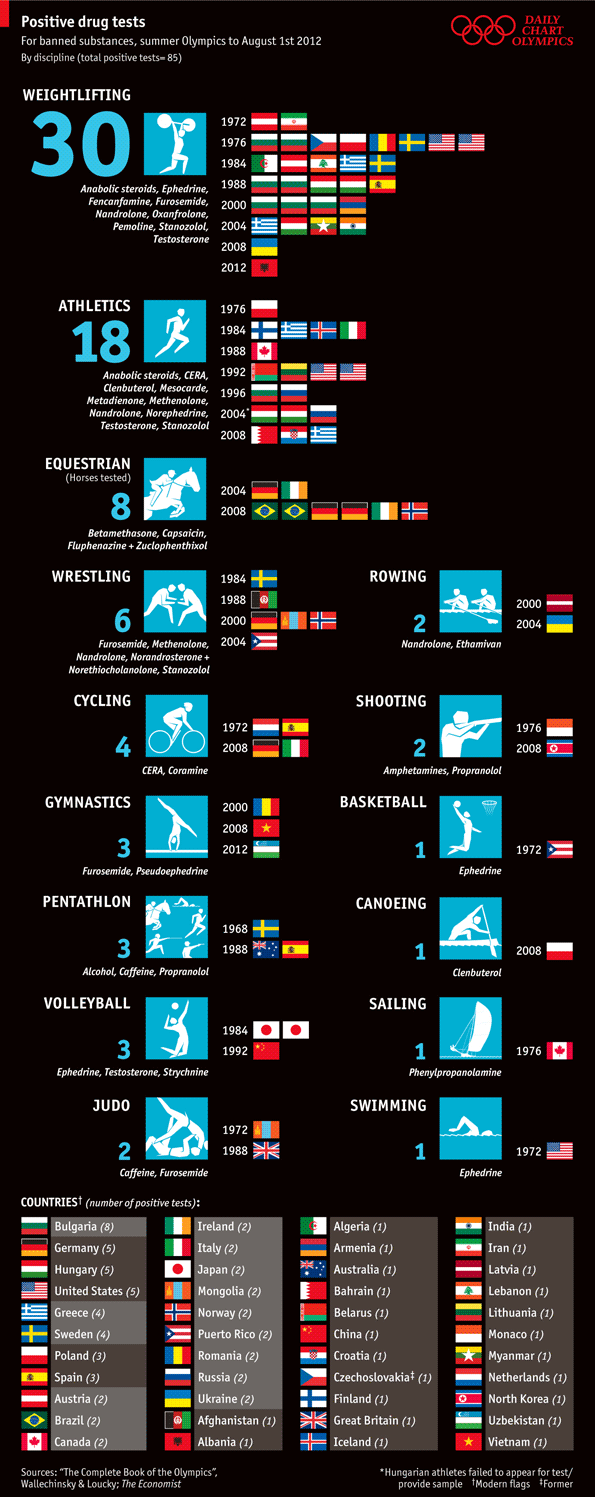 Positive drug tests
For banned substances, summer Olympics to August 1st 2012
By discipline (total positive tests= 85)
DAILY
CHART
OLYMPICS
WEIGHTLIFTING
30
Anabolic steroids, Ephedrine,
Fencanfamine, Furosemide,
Nandrolone, Oxanfrolone,
Pemoline, Stanozolol,
Testosterone
1972
1976
1984
1988
2000
2004
2008
2012
ATHLETICS
18
Anabolic steroids, CERA,
Clenbuterol, Mesocarde,
Metadienone, Methenolone,
Nandrolone, Norephedrine,
Testosterone, Stanozolol
1976
1984
1988
1992
1996
2004*
2008
EQUESTRIAN
(Horses tested)
8
Betamethasone, Capsaicin,
Fluphenazine + Zuclophenthixol
2004
2008
WRESTLING
6
Furosemide, Methenolone,
Nandrolone, Norandrosterone +
Norethiocholanolone, Stanozolol
1984
1988
2000
2004
ROWING
2
Nandrolone, Ethamivan
2000
2004
CYCLING
4
CERA, Coramine
1972
2008
SHOOTING
2
Amphetamines, Propranolol
1976
2008
GYMNASTICS
3
Furosemide, Pseudoephedrine
2000
2008
2012
BASKETBALL
1
Ephedrine
1972
PENTATHLON
3
Alcohol, Caffeine, Propranolol
1968
1988
CANOEING
1
Clenbuterol
2008
VOLLEYBALL
3
Ephedrine, Testosterone, Strychnine
1984
1992
SAILING
1
Phenylpropanolamine
1976
JUDO
2
Caffeine, Furosemide
1972
1988
SWIMMING
1
Ephedrine
1972
COUNTRIES† (number of positive tests):
Bulgaria (8)
Germany (5)
Hungary (5)
United States (5)
Greece (4)
Sweden (4)
Poland (3)
Spain (3)
Austria (2)
Brazil (2)
Canada (2)
Ireland (2)
Italy (2)
Japan (2)
Mongolia (2)
Norway (2)
Puerto Rico (2)
Romania (2)
Russia (2)
Ukraine (2)
Afghanistan (1)
Albania (1)
Algeria (1)
Armenia (1)
Australia (1)
Bahrain (1)
Belarus (1)
China (1)
Croatia (1)
Czechoslovakia‡ (1)
Finland (1)
Great Britain (1)
Iceland (1)
India (1)
Iran (1)
Latvia (1)
Lebanon (1)
Lithuania (1)
Monaco (1)
Myanmar (1)
Netherlands (1)
North Korea (1)
Uzbekistan (1)
Vietnam (1)
Sources: "The Complete Book of the Olympics",
Wallechinsky & Loucky; The Economist
*Hungarian athletes failed to appear for test/
provide sample †Modern flags ‡Former